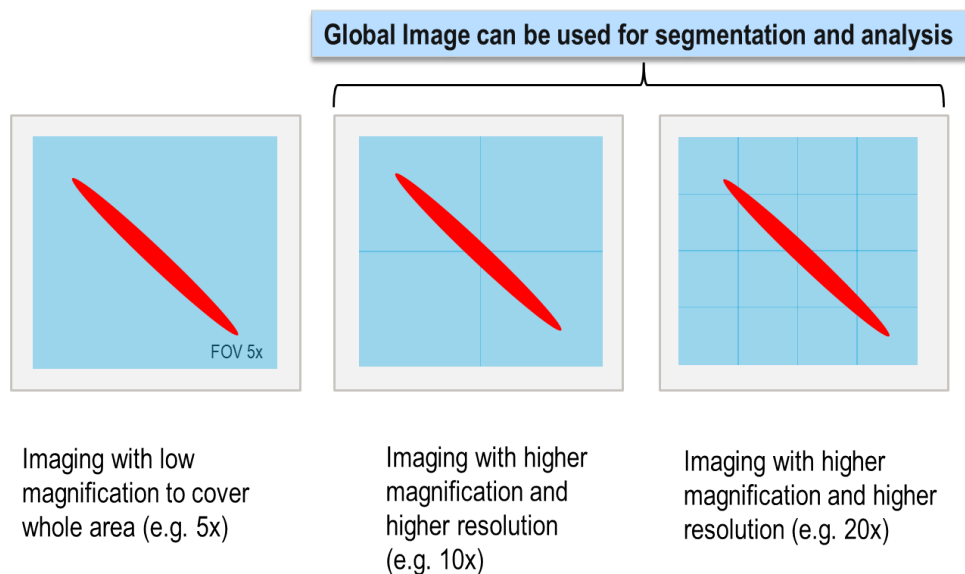 Global Image can be used for segmentation and analysis
FOV 5x
Imaging with low
magnification to cover
whole area (e.g. 5x)
Imaging with higher
magnification and
higher resolution
(e.g. 10x)
Imaging with higher
magnification and higher
resolution (e.g. 20x)